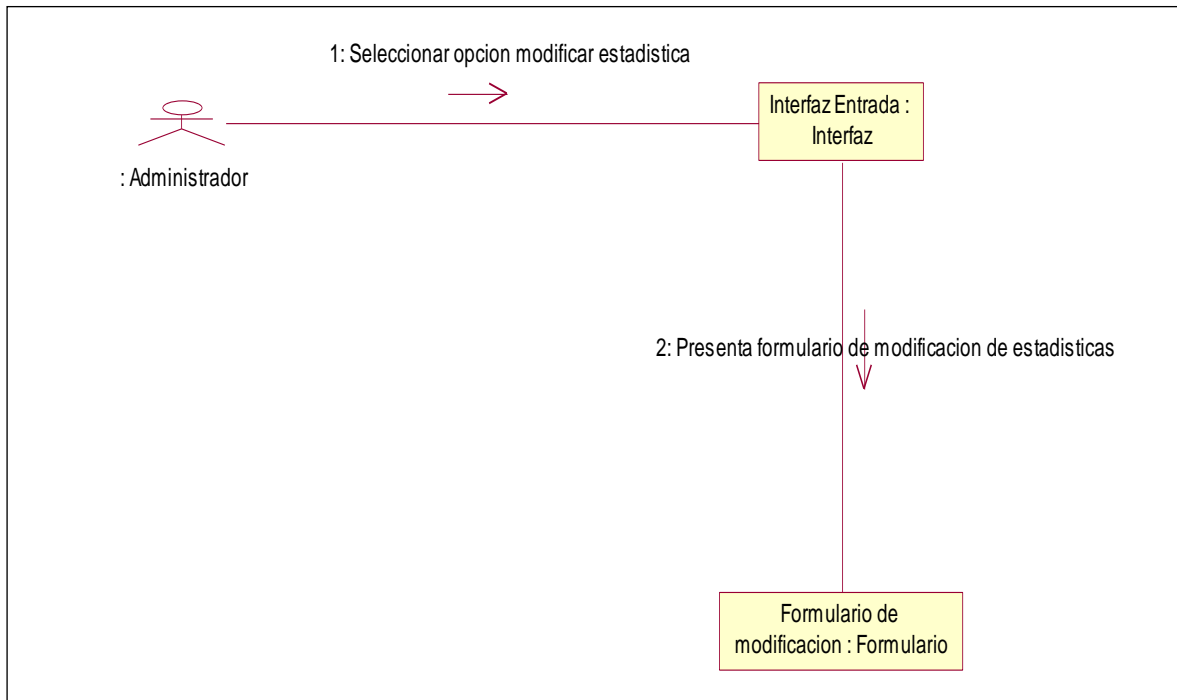 1: Seleccionar opcion modificar estadistica
Interfaz Entrada :
Interfaz
: Administrador
2: Presenta formulario de modificacion de estadisticas
Formulario de
modificacion : Formulario